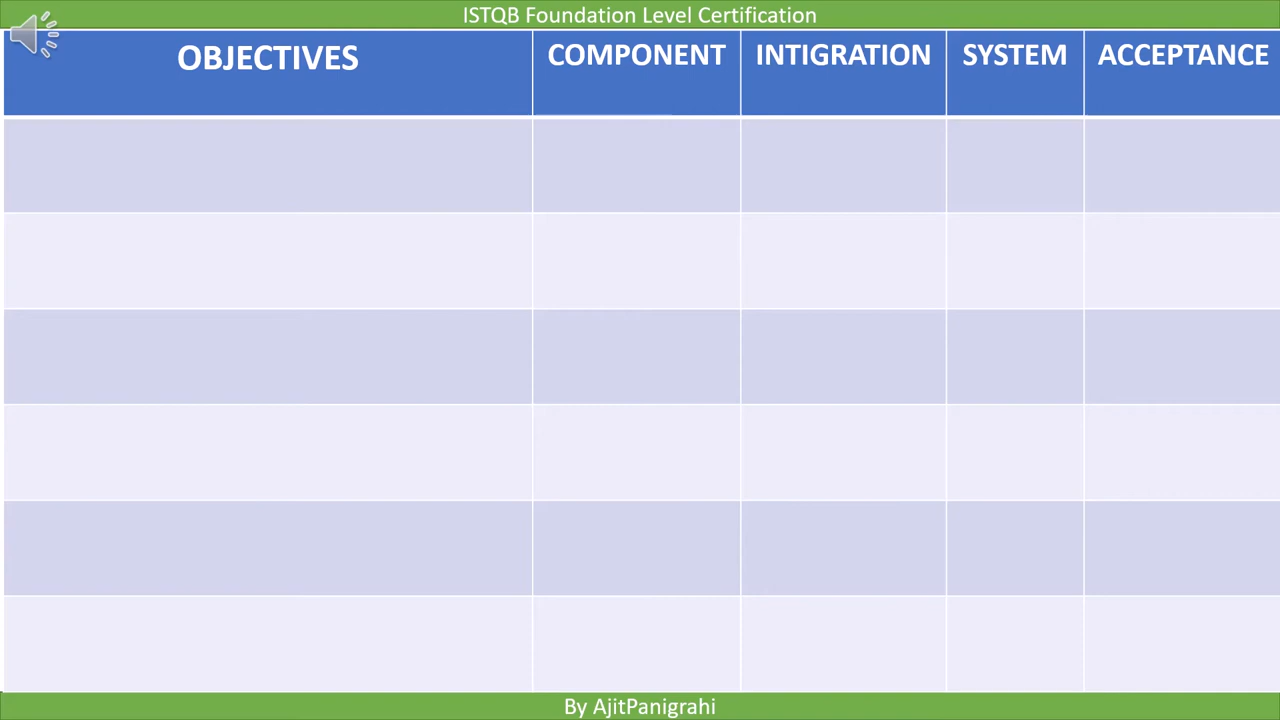 ISTQB Foundation Level Certification
OBJECTIVES COMPONENT INTIGRATION SYSTEM ACCEPTANCE
By AjitPanigrahi